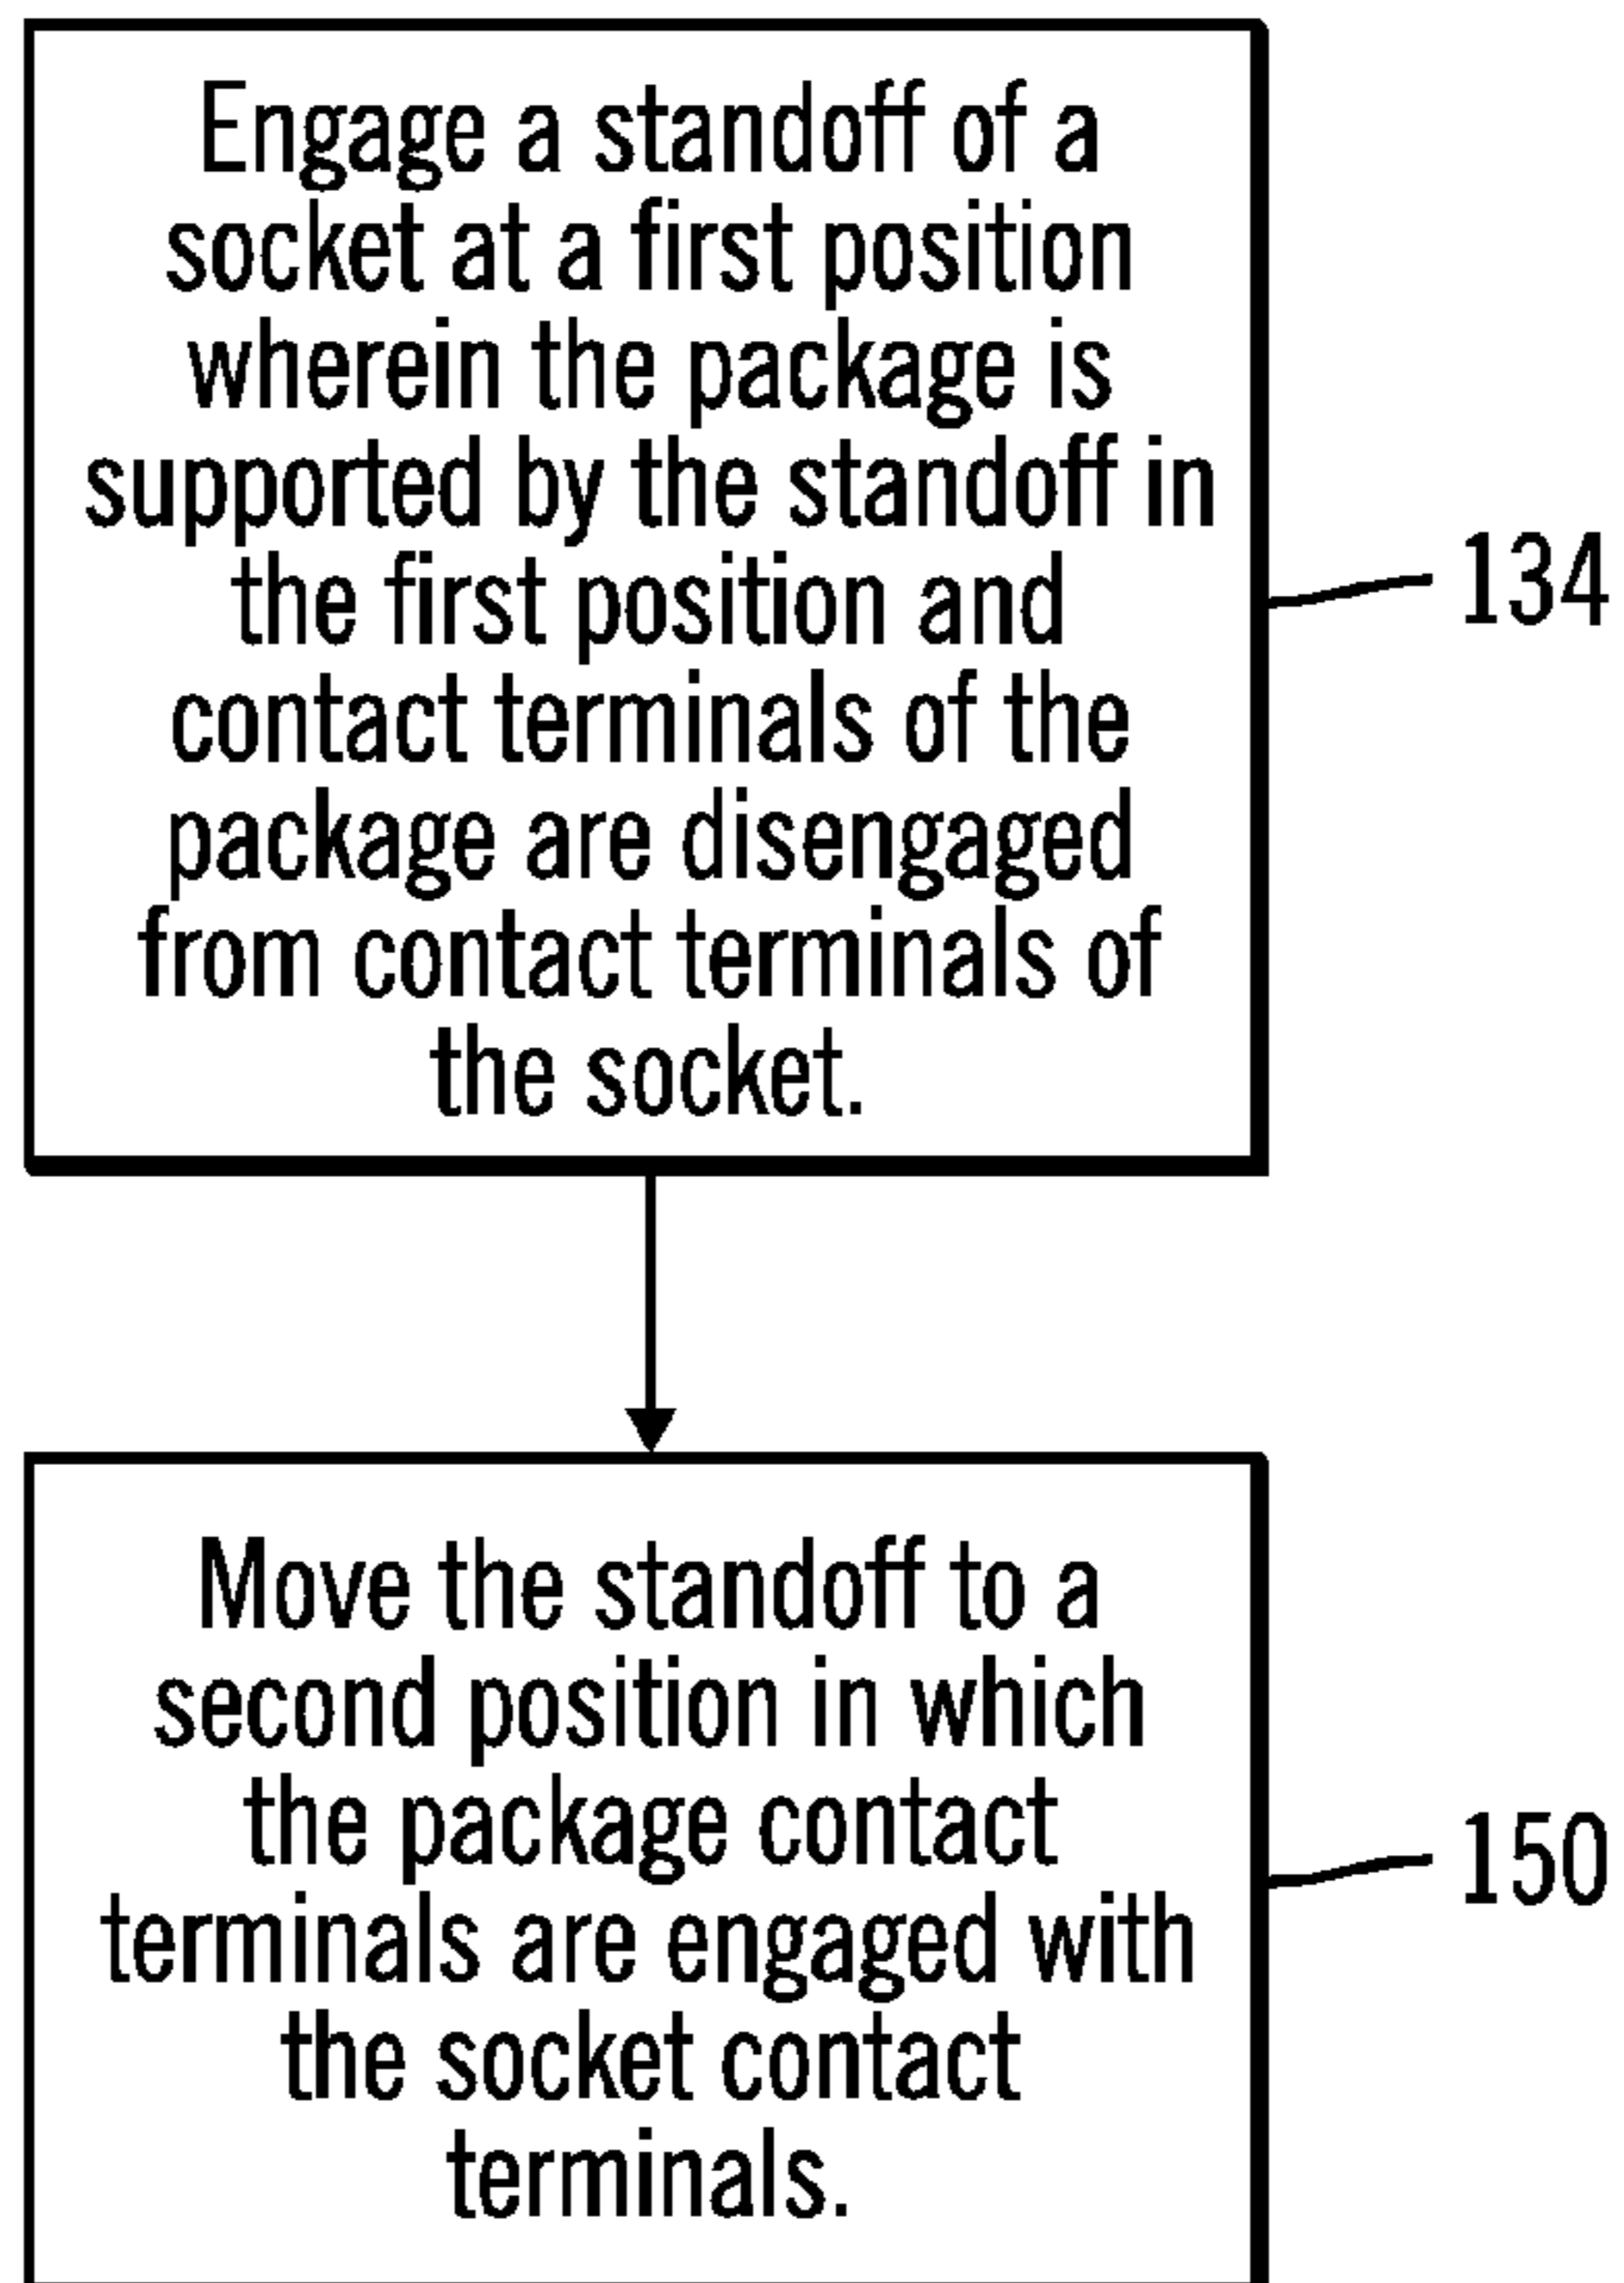 Engage a standoff of a
socket at a first position
wherein the package is
supported by the standoff in
the first position and
contact terminals of the
package are disengaged
from contact terminals of
the socket.
134
Move the standoff to a
second position in which
the package contact
terminals are engaged with
the socket contact
terminals.
150